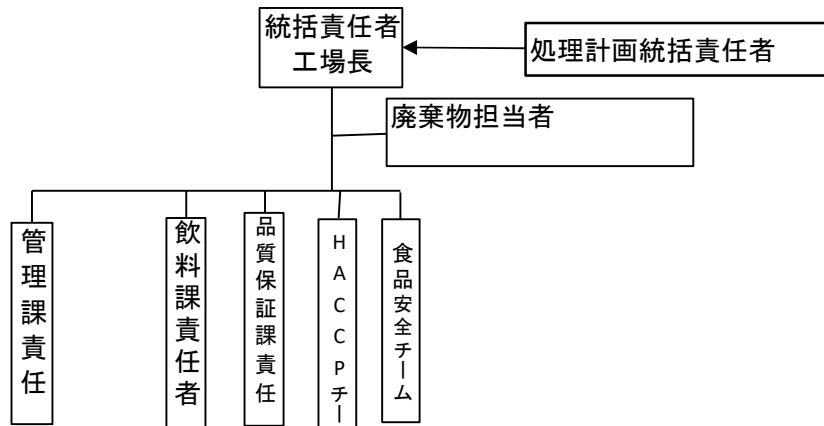 統括責任者
工場長
処理計画統括責任者
廃棄物担当者
管理課責任
飲料課責任者
品質保証課責任
HACCPチー
食品安全チーム